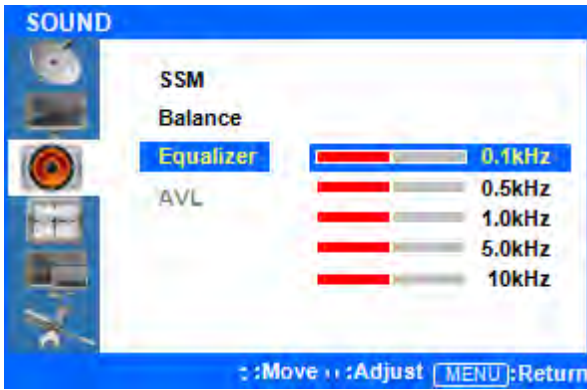 SOUND
SSM
Balance
Equalizer 0.1kHz
0.5kHz
AVL
1.0kHz
5.0kHz
10kHz
:Move :Adjust MENU:Return